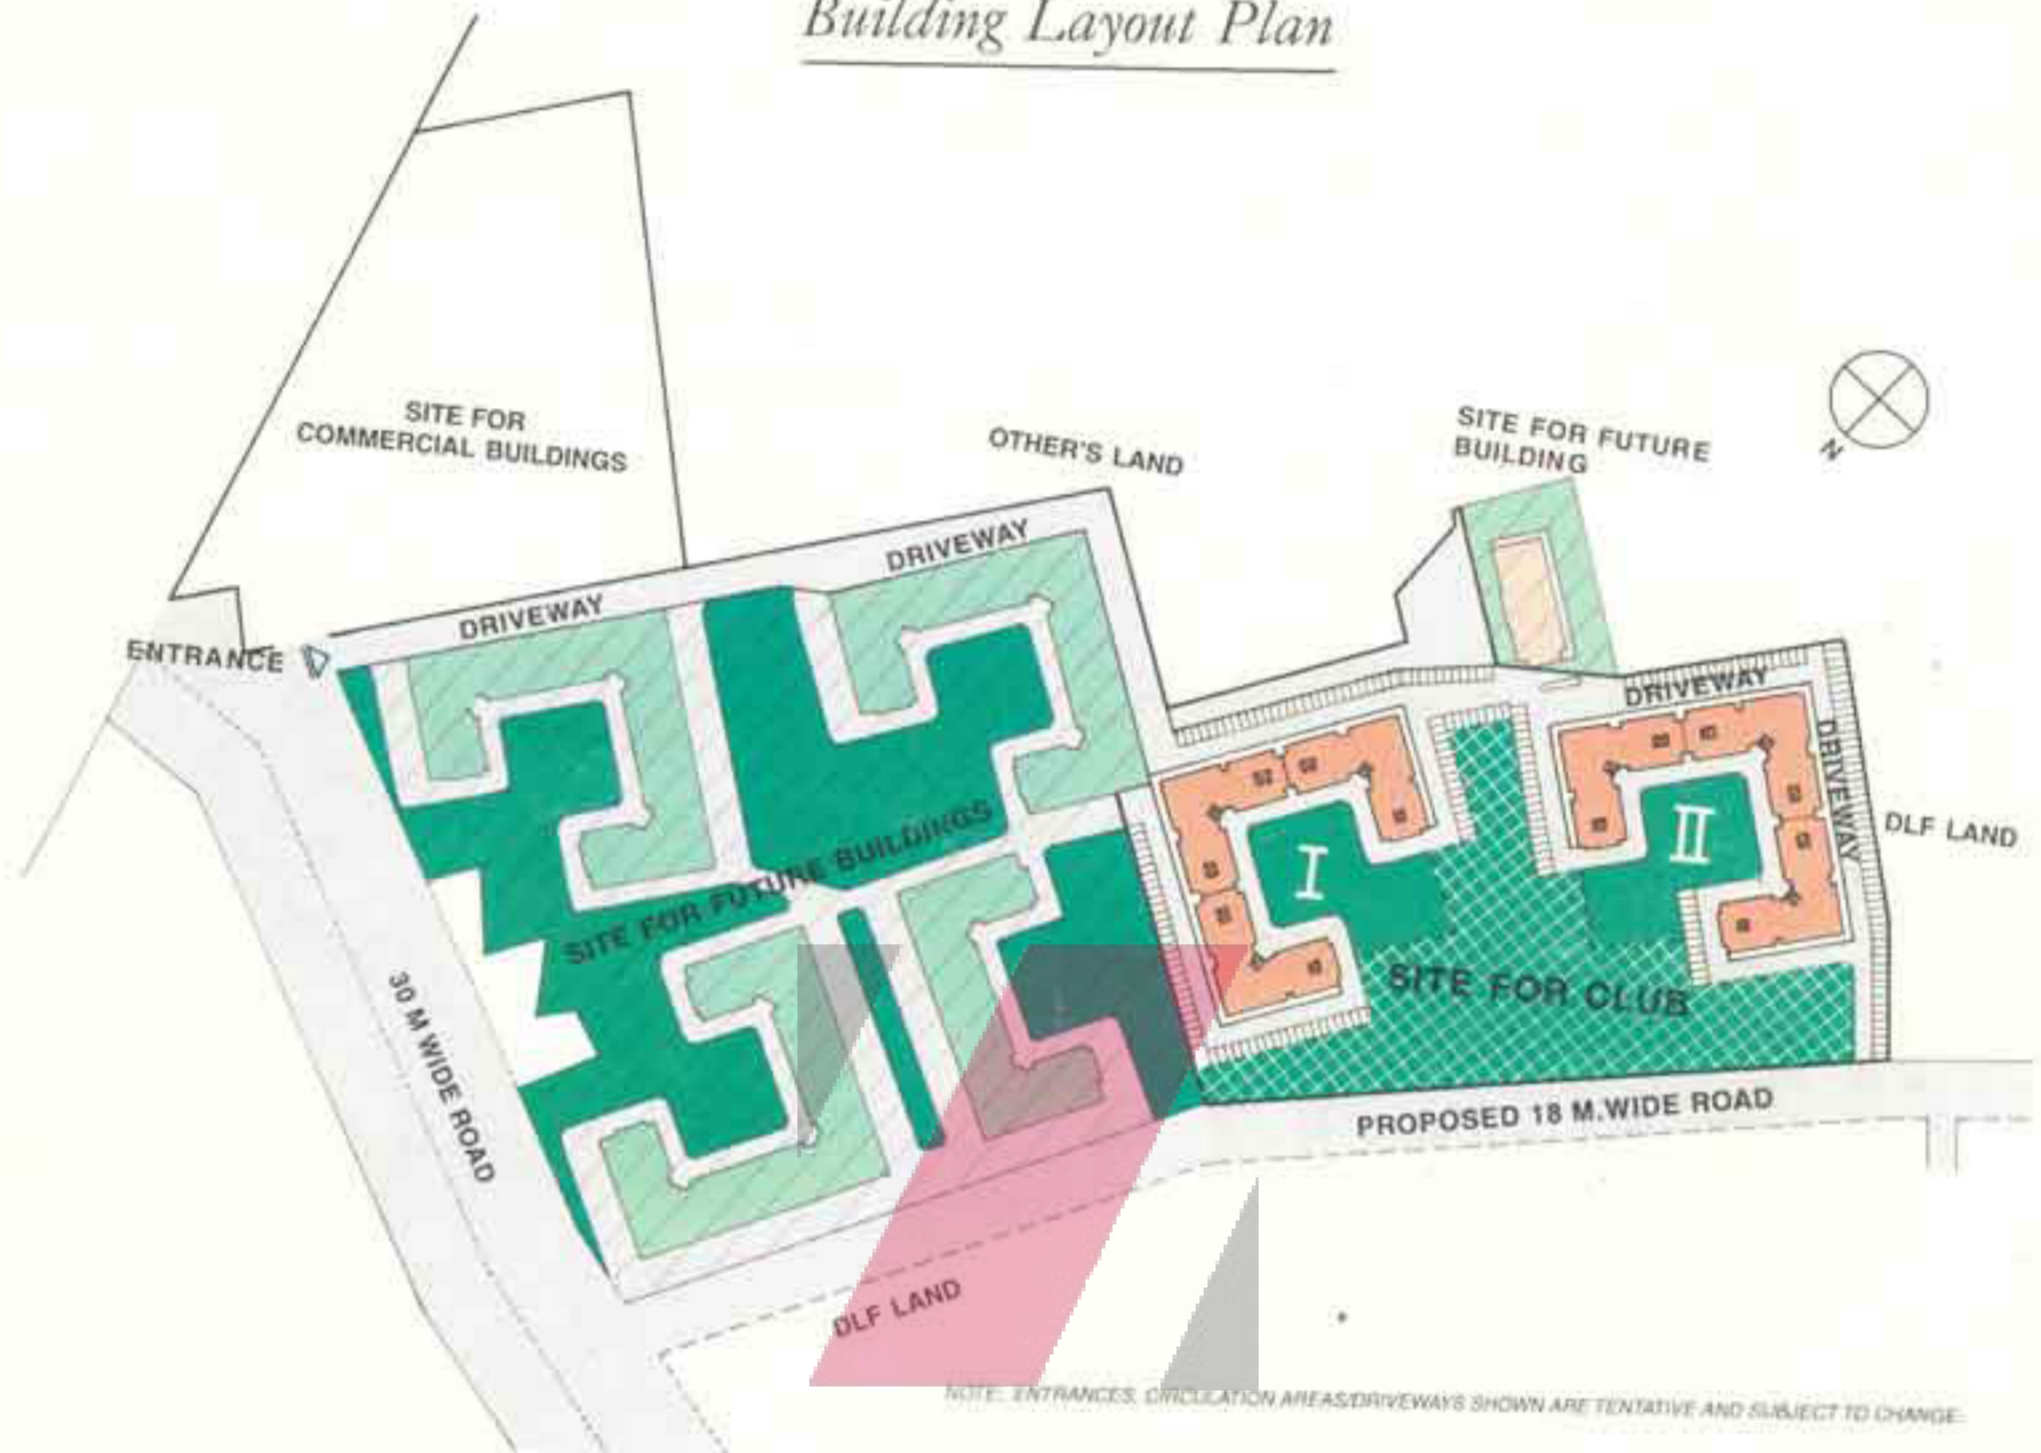 Building Layout Plan
SITE FOR
COMMERCIAL BUILDINGS
OTHER'S LAND
SITE FOR FUTURE
BUILDING
N
DRIVEWAY
DRIVEWAY
ENTRANCE
DRIVEWAY
DRIVEWAY
DLF LAND
SITE FOR FUTURE BUILDINGS
I
II
SITE FOR CLUB
30 M WIDE ROAD
PROPOSED 18 M.WIDE ROAD
DLF LAND
NOTE: ENTRANCES, CIRCULATION AREAS/DRIVEWAYS SHOWN ARE TENTATIVE AND SUBJECT TO CHANGE.